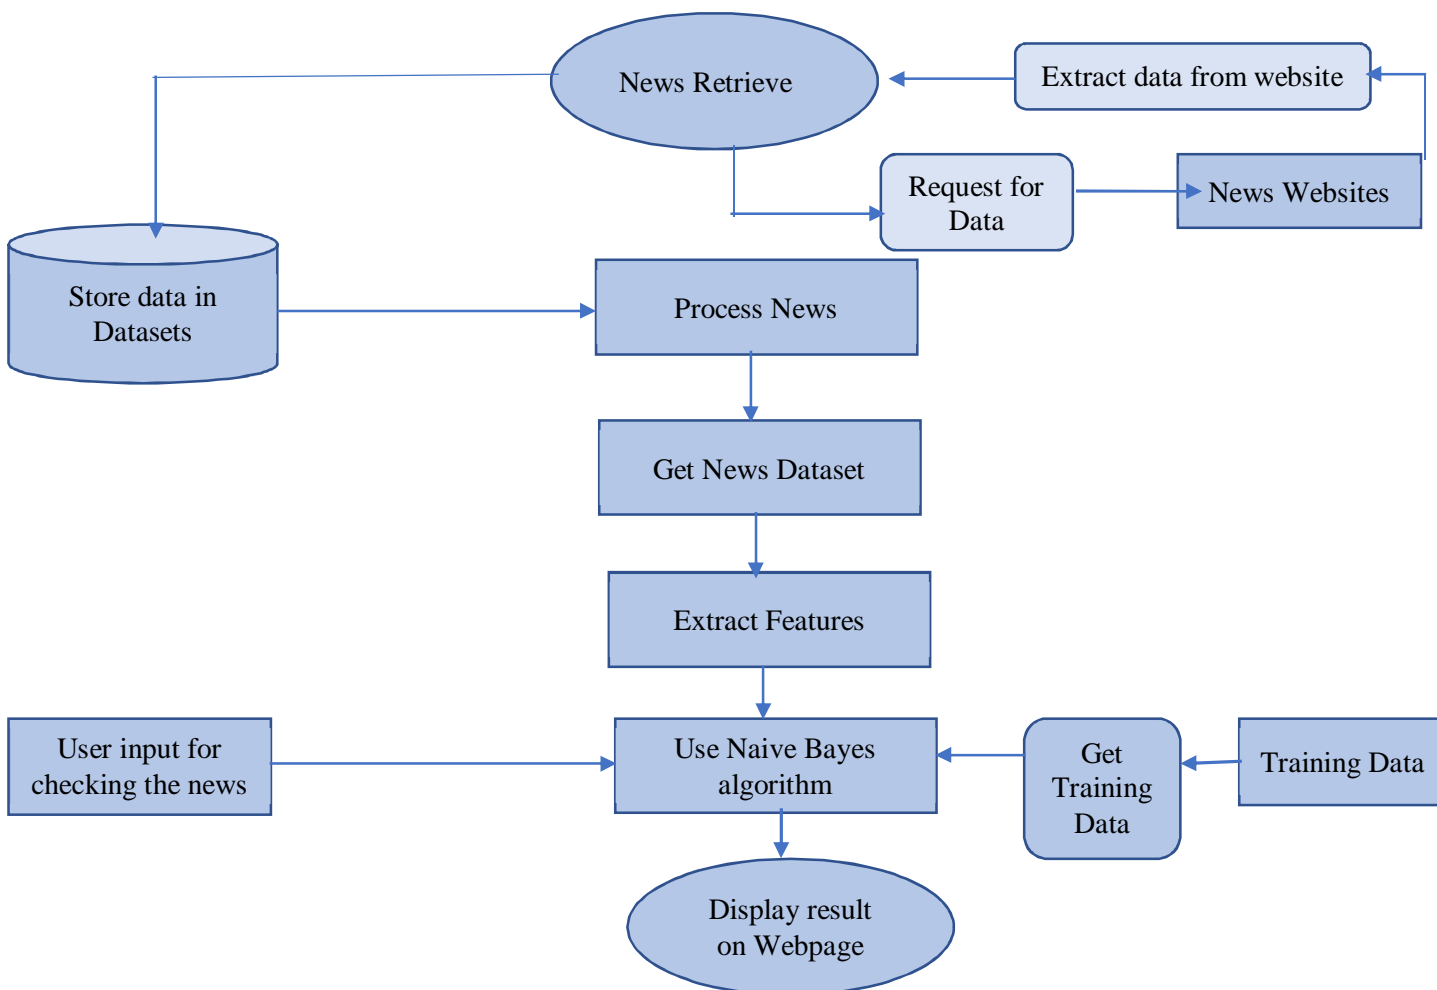 News Retrieve
Extract data from website
Request for
Data
News Websites
Store data in
Datasets
Process News
Get News Dataset
Extract Features
User input for
checking the news
Use Naive Bayes
algorithm
Get
Training
Data
Training Data
Display result
on Webpage